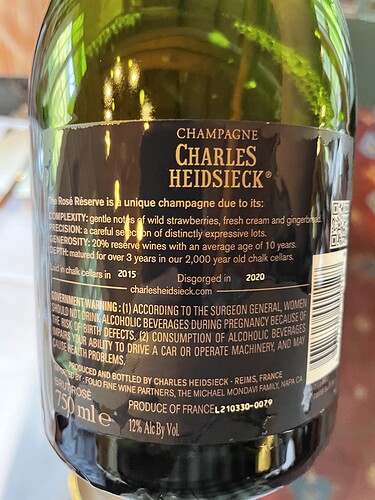 CHAMPAGNE
CHARLES
HEIDSIECK®
The Rosé Réserve is a unique champagne due to its:
COMPLEXITY: gentle notes of wild strawberries, fresh cream and gingerbread.
PRECISION: a careful selection of distinctly expressive lots.
GENEROSITY: 20% reserve wines with an average age of 10 years.
DEPTH: matured for over 3 years in our 2,000 year old chalk cellars.
Laid in chalk cellars in 2015 Disgorged in 2020
charlesheidsieck.com
GOVERNMENT WARNING: (1) ACCORDING TO THE SURGEON GENERAL, WOMEN
SHOULD NOT DRINK ALCOHOLIC BEVERAGES DURING PREGNANCY BECAUSE OF
THE RISK OF BIRTH DEFECTS. (2) CONSUMPTION OF ALCOHOLIC BEVERAGES
IMPAIRS YOUR ABILITY TO DRIVE A CAR OR OPERATE MACHINERY, AND MAY
CAUSE HEALTH PROBLEMS.
PRODUCED AND BOTTLED BY CHARLES HEIDSIECK - REIMS, FRANCE
BY - FOLIO FINE WINE PARTNERS, THE MICHAEL MONDAVI FAMILY, NAPA CA
BRUT ROSÉ
750 ml e PRODUCE OF FRANCE L210330-0079
12% Alc By Vol.